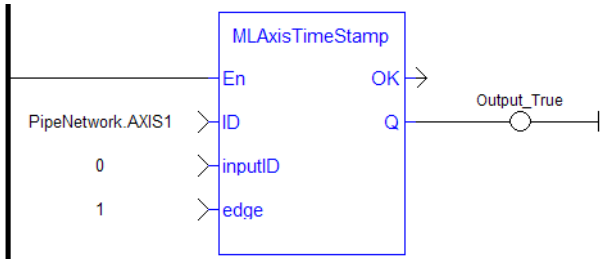 MLAxisTimeStamp
En OK
Output_True
PipeNetwork.AXIS1 ID Q
0 inputID
1 edge